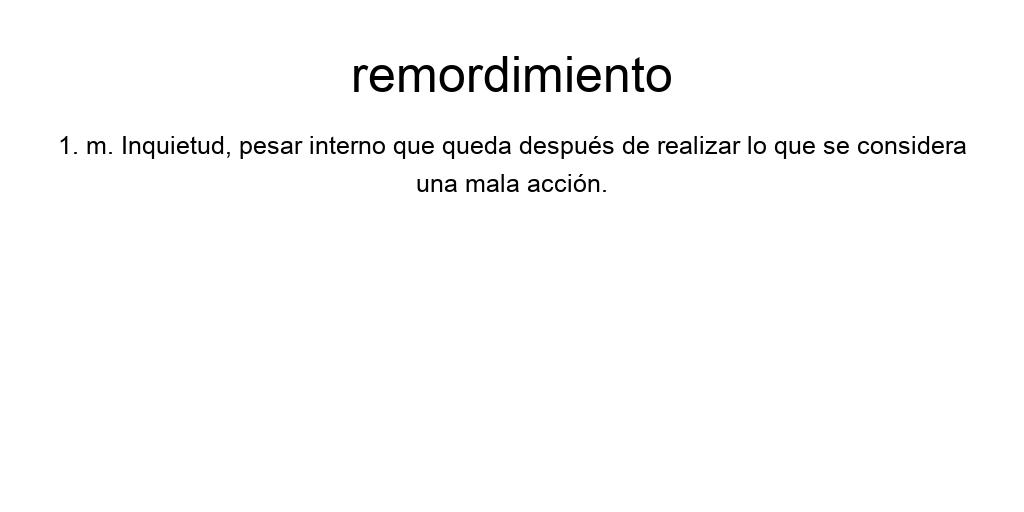 remordimiento
1. m. Inquietud, pesar interno que queda después de realizar lo que se considera
una mala acción.